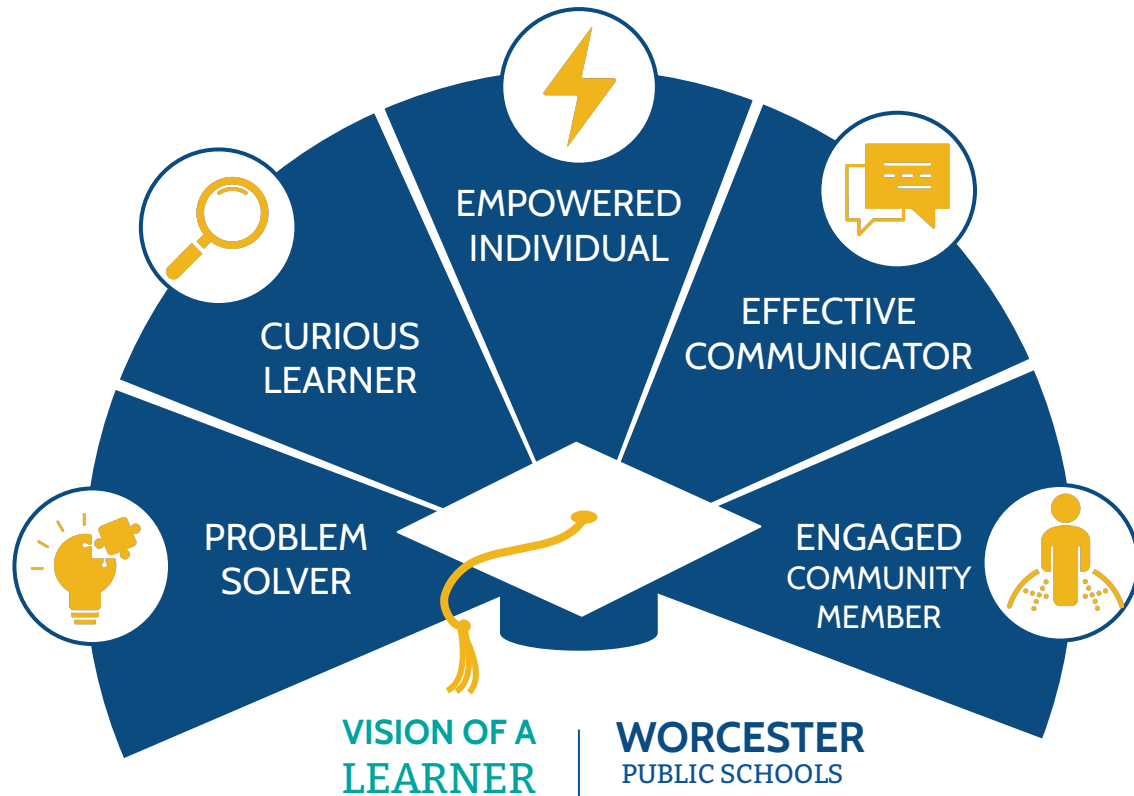 PROBLEM
SOLVER
CURIOUS
LEARNER
EMPOWERED
INDIVIDUAL
EFFECTIVE
COMMUNICATOR
ENGAGED
COMMUNITY
MEMBER
VISION OF A
LEARNER
WORCESTER
PUBLIC SCHOOLS